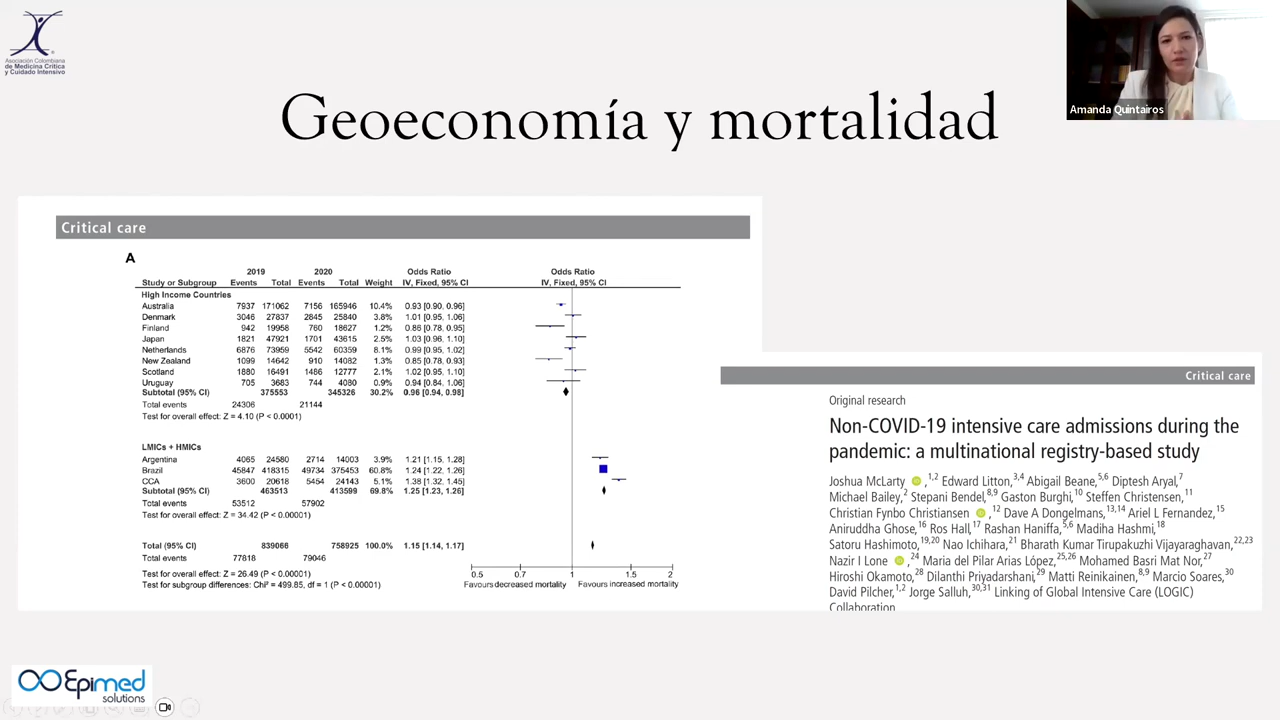 Asociación Colombiana
de Medicina Crítica
y Cuidado Intensivo
Amanda Quintairos
Geoeconomía y mortalidad
Critical care
A
2019 2020 Odds Ratio Odds Ratio
Study or Subgroup Events Total Events Total Weight IV, Fixed, 95% CI IV, Fixed, 95% CI
High Income Countries
Australia 7937 171062 7156 165946 10.4% 0.93 [0.90, 0.96]
Denmark 3046 27837 2845 25840 3.8% 1.01 [0.95, 1.06]
Finland 942 19958 760 18627 1.2% 0.86 [0.78, 0.95]
Japan 1821 47921 1701 43615 2.5% 1.03 [0.96, 1.10]
Netherlands 6876 73959 5542 60359 8.1% 0.99 [0.95, 1.02]
New Zealand 1099 14642 910 14082 1.3% 0.85 [0.78, 0.93]
Scotland 1880 16491 1486 12777 2.1% 1.02 [0.95, 1.10]
Uruguay 705 3683 744 4080 0.9% 0.94 [0.84, 1.06]
Subtotal (95% CI) 375553 345326 30.2% 0.96 [0.94, 0.98]
Total events 24306 21144
Test for overall effect: Z = 4.10 (P < 0.0001)
LMICs + HMICs
Argentina 4065 24580 2714 14003 3.9% 1.21 [1.15, 1.28]
Brazil 45847 418315 49734 375453 60.8% 1.24 [1.22, 1.26]
CCA 3600 20618 5454 24143 5.1% 1.38 [1.32, 1.45]
Subtotal (95% CI) 463513 413599 69.8% 1.25 [1.23, 1.26]
Total events 53512 57902
Test for overall effect: Z = 34.42 (P < 0.00001)
Total (95% CI) 839066 758925 100.0% 1.15 [1.14, 1.17]
Total events 77818 79046
Test for overall effect: Z = 26.49 (P < 0.00001)
Test for subgroup differences: Chi² = 499.85, df = 1 (P < 0.00001)
0.5 0.7 1 1.5 2
Favours decreased mortality Favours increased mortality
Critical care
Original research
Non-COVID-19 intensive care admissions during the
pandemic: a multinational registry-based study
Joshua McLarty ,1,2 Edward Litton,3,4 Abigail Beane,5,6 Diptesh Aryal,7
Michael Bailey,2 Stepani Bendel,8,9 Gaston Burghi,10 Steffen Christensen,11
Christian Fynbo Christiansen ,12 Dave A Dongelmans,13,14 Ariel L Fernandez,15
Aniruddha Ghose,16 Ros Hall,17 Rashan Haniffa,5,6 Madiha Hashmi,18
Satoru Hashimoto,19,20 Nao Ichihara,21 Bharath Kumar Tirupakuzhi Vijayaraghavan,22,23
Nazir I Lone ,24 Maria del Pilar Arias López,25,26 Mohamed Basri Mat Nor,27
Hiroshi Okamoto,28 Dilanthi Priyadarshani,29 Matti Reinikainen,8,9 Marcio Soares,30
David Pilcher,1,2 Jorge Salluh,30,31 Linking of Global Intensive Care (LOGIC)
Collaboration
Epimed
solutions